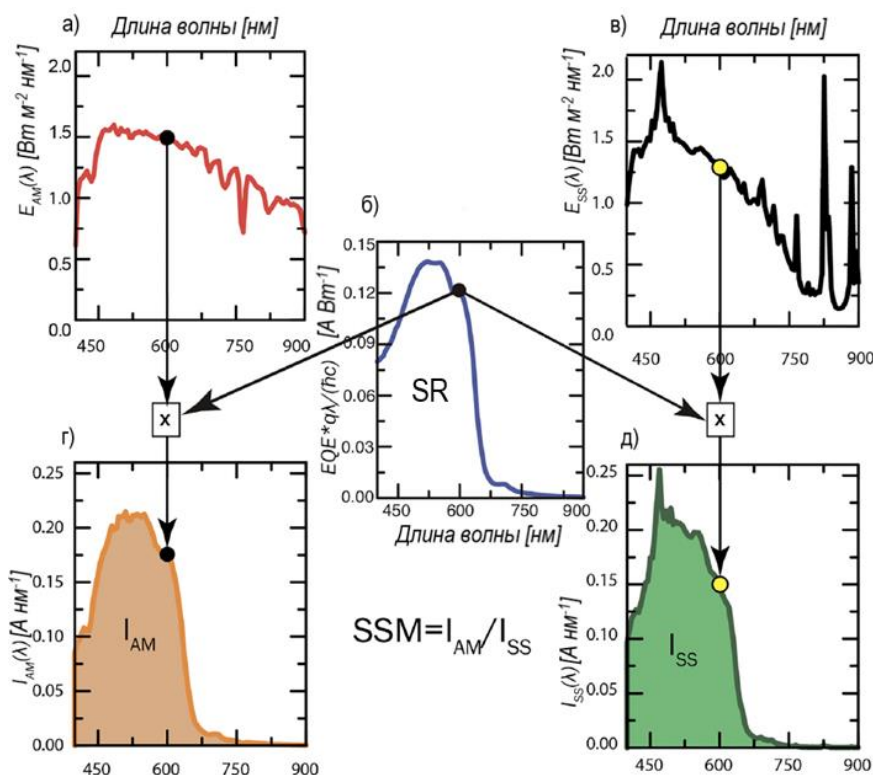 а)
Длина волны [нм]
E_AM(λ) [Вт м⁻² нм⁻¹]
2.0
1.5
1.0
0.5
0.0
450 600 750 900
в)
Длина волны [нм]
E_SS(λ) [Вт м⁻² нм⁻¹]
2.0
1.5
1.0
0.5
0.0
450 600 750 900
б)
EQE*qλ/(ħc) [А Вт⁻¹]
0.15
0.12
0.09
0.06
0.03
0.00
SR
450 600 750 900
Длина волны [нм]
x
x
г)
I_AM(λ) [А нм⁻¹]
0.25
0.20
0.15
0.10
0.05
0.00
I_AM
450 600 750 900
SSM=I_AM/I_SS
д)
I_SS(λ) [А нм⁻¹]
0.25
0.20
0.15
0.10
0.05
0.00
I_SS
450 600 750 900